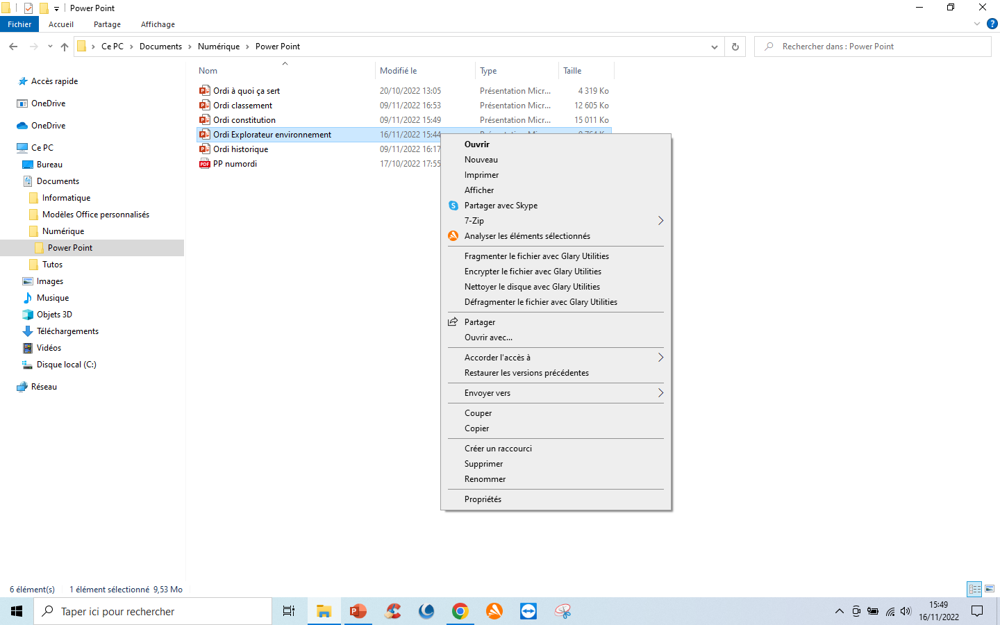 Power Point
Fichier Accueil Partage Affichage
Ce PC Documents Numérique Power Point
Rechercher dans : Power Point
Accès rapide
OneDrive
OneDrive
Ce PC
Bureau
Documents
Informatique
Modèles Office personnalisés
Numérique
Power Point
Tutos
Images
Musique
Objets 3D
Téléchargements
Vidéos
Disque local (C:)
Réseau
Nom Modifié le Type Taille
Ordi à quoi ça sert 20/10/2022 13:05 Présentation Micr... 4 319 Ko
Ordi classement 09/11/2022 16:53 Présentation Micr... 12 605 Ko
Ordi constitution 09/11/2022 15:49 Présentation Micr... 15 011 Ko
Ordi Explorateur environnement 16/11/2022 15:44
Ordi historique 09/11/2022 16:17
PP numordi 17/10/2022 17:55
Ouvrir
Nouveau
Imprimer
Afficher
Partager avec Skype
7-Zip
Analyser les éléments sélectionnés
Fragmenter le fichier avec Glary Utilities
Encrypter le fichier avec Glary Utilities
Nettoyer le disque avec Glary Utilities
Défragmenter le fichier avec Glary Utilities
Partager
Ouvrir avec...
Accorder l'accès à
Restaurer les versions précédentes
Envoyer vers
Couper
Copier
Créer un raccourci
Supprimer
Renommer
Propriétés
6 élément(s) 1 élément sélectionné 9,53 Mo
Taper ici pour rechercher
15:49
16/11/2022